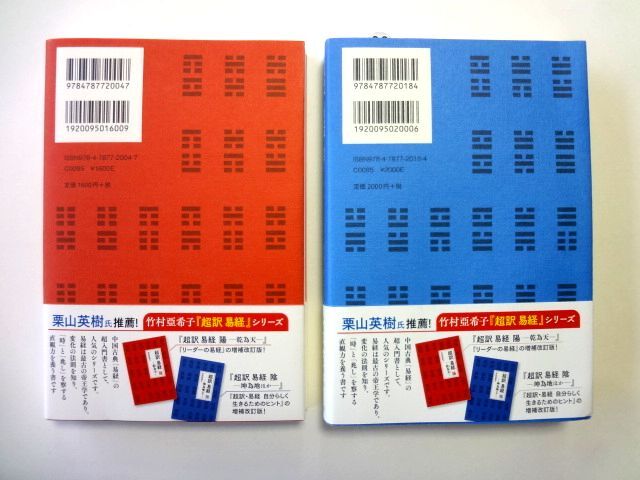 9784787720047
1920095016009
ISBN978-4-7877-2004-7
C0095 ¥1600E
定価 1600円+税
栗山英樹氏推薦!
竹村亞希子『超訳 易経』シリーズ
中国古典「易経」の
超入門書として、
人気のシリーズです。
易経は最古の帝王学であり、
変化の法則を知り、
「時」と「兆し」を察する
直観力を養う書です
『超訳 易経 陽 ―乾為天―』
『リーダーの易経』の増補改訂版!
『超訳 易経 陰
―坤為地ほか―』
『超訳・易経 自分らしく
生きるためのヒント』の
増補改訂版!
9784787720184
1920095020006
ISBN978-4-7877-2018-4
C0095 ¥2000E
定価 2000円+税
栗山英樹氏推薦!
竹村亞希子『超訳 易経』シリーズ
中国古典「易経」の
超入門書として、
人気のシリーズです。
易経は最古の帝王学であり、
変化の法則を知り、
「時」と「兆し」を察する
直観力を養う書です
『超訳 易経 陽 ―乾為天―』
『リーダーの易経』の増補改訂版!
『超訳 易経 陰
―坤為地ほか―』
『超訳・易経 自分らしく
生きるためのヒント』の
増補改訂版!